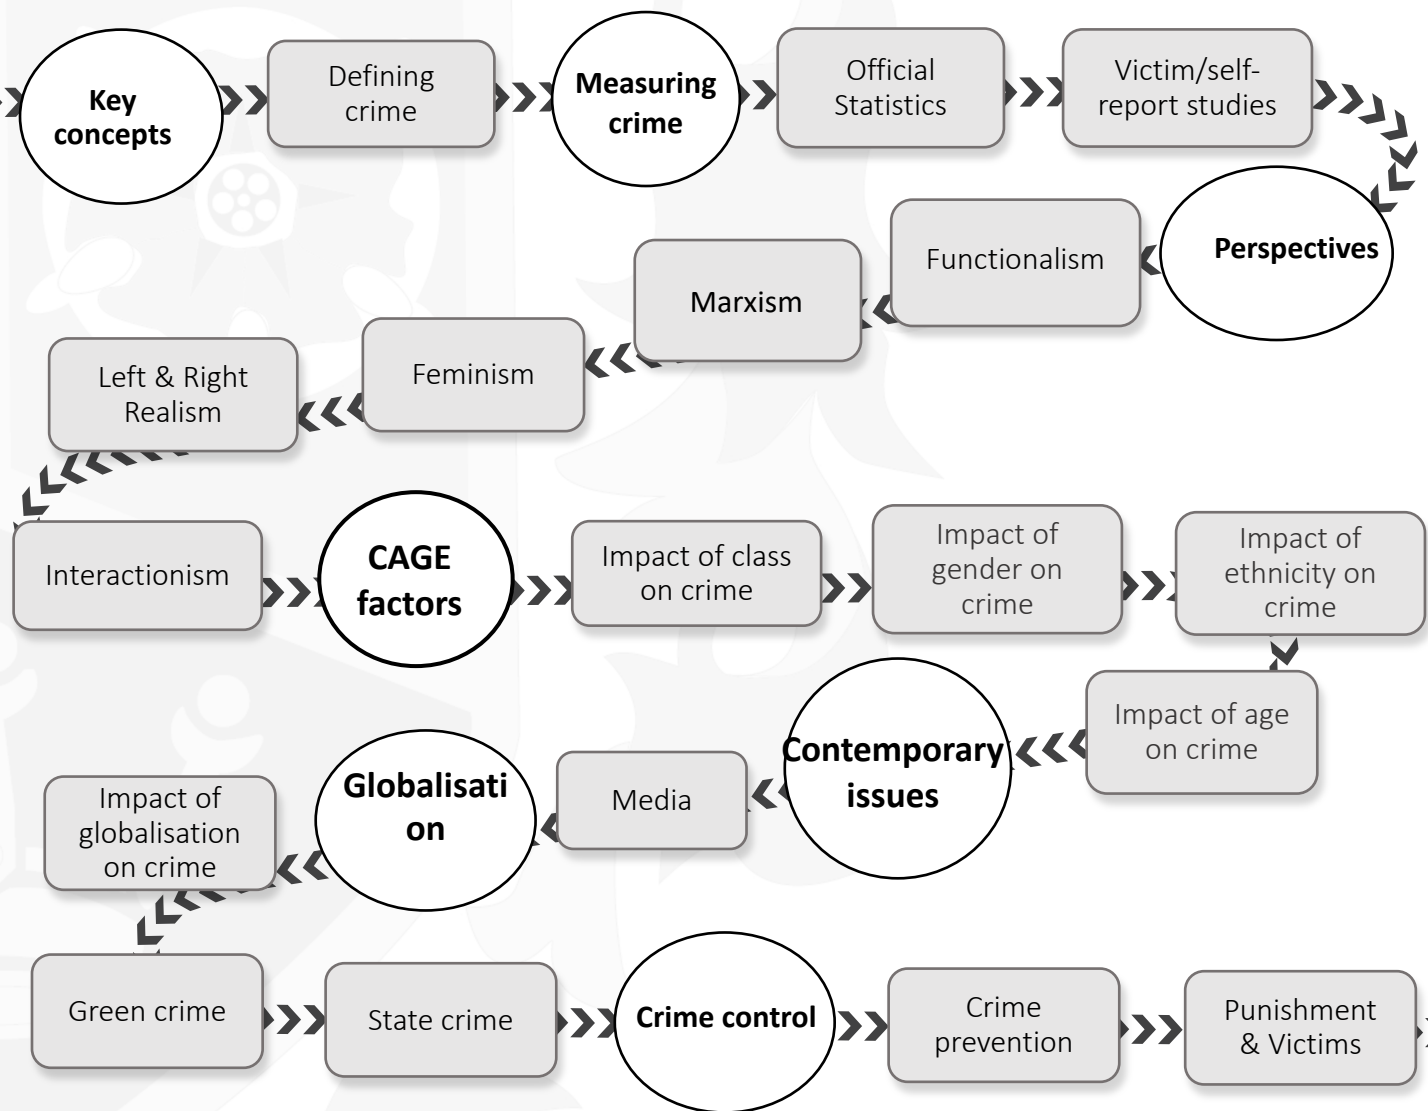 Key
concepts
Defining
crime
Measuring
crime
Official
Statistics
Victim/self-
report studies
Perspectives
Functionalism
Marxism
Feminism
Left & Right
Realism
Interactionism
CAGE
factors
Impact of class
on crime
Impact of
gender on
crime
Impact of
ethnicity on
crime
Impact of age
on crime
Contemporary
issues
Media
Globalisati
on
Impact of
globalisation
on crime
Green crime
State crime
Crime control
Crime
prevention
Punishment
& Victims